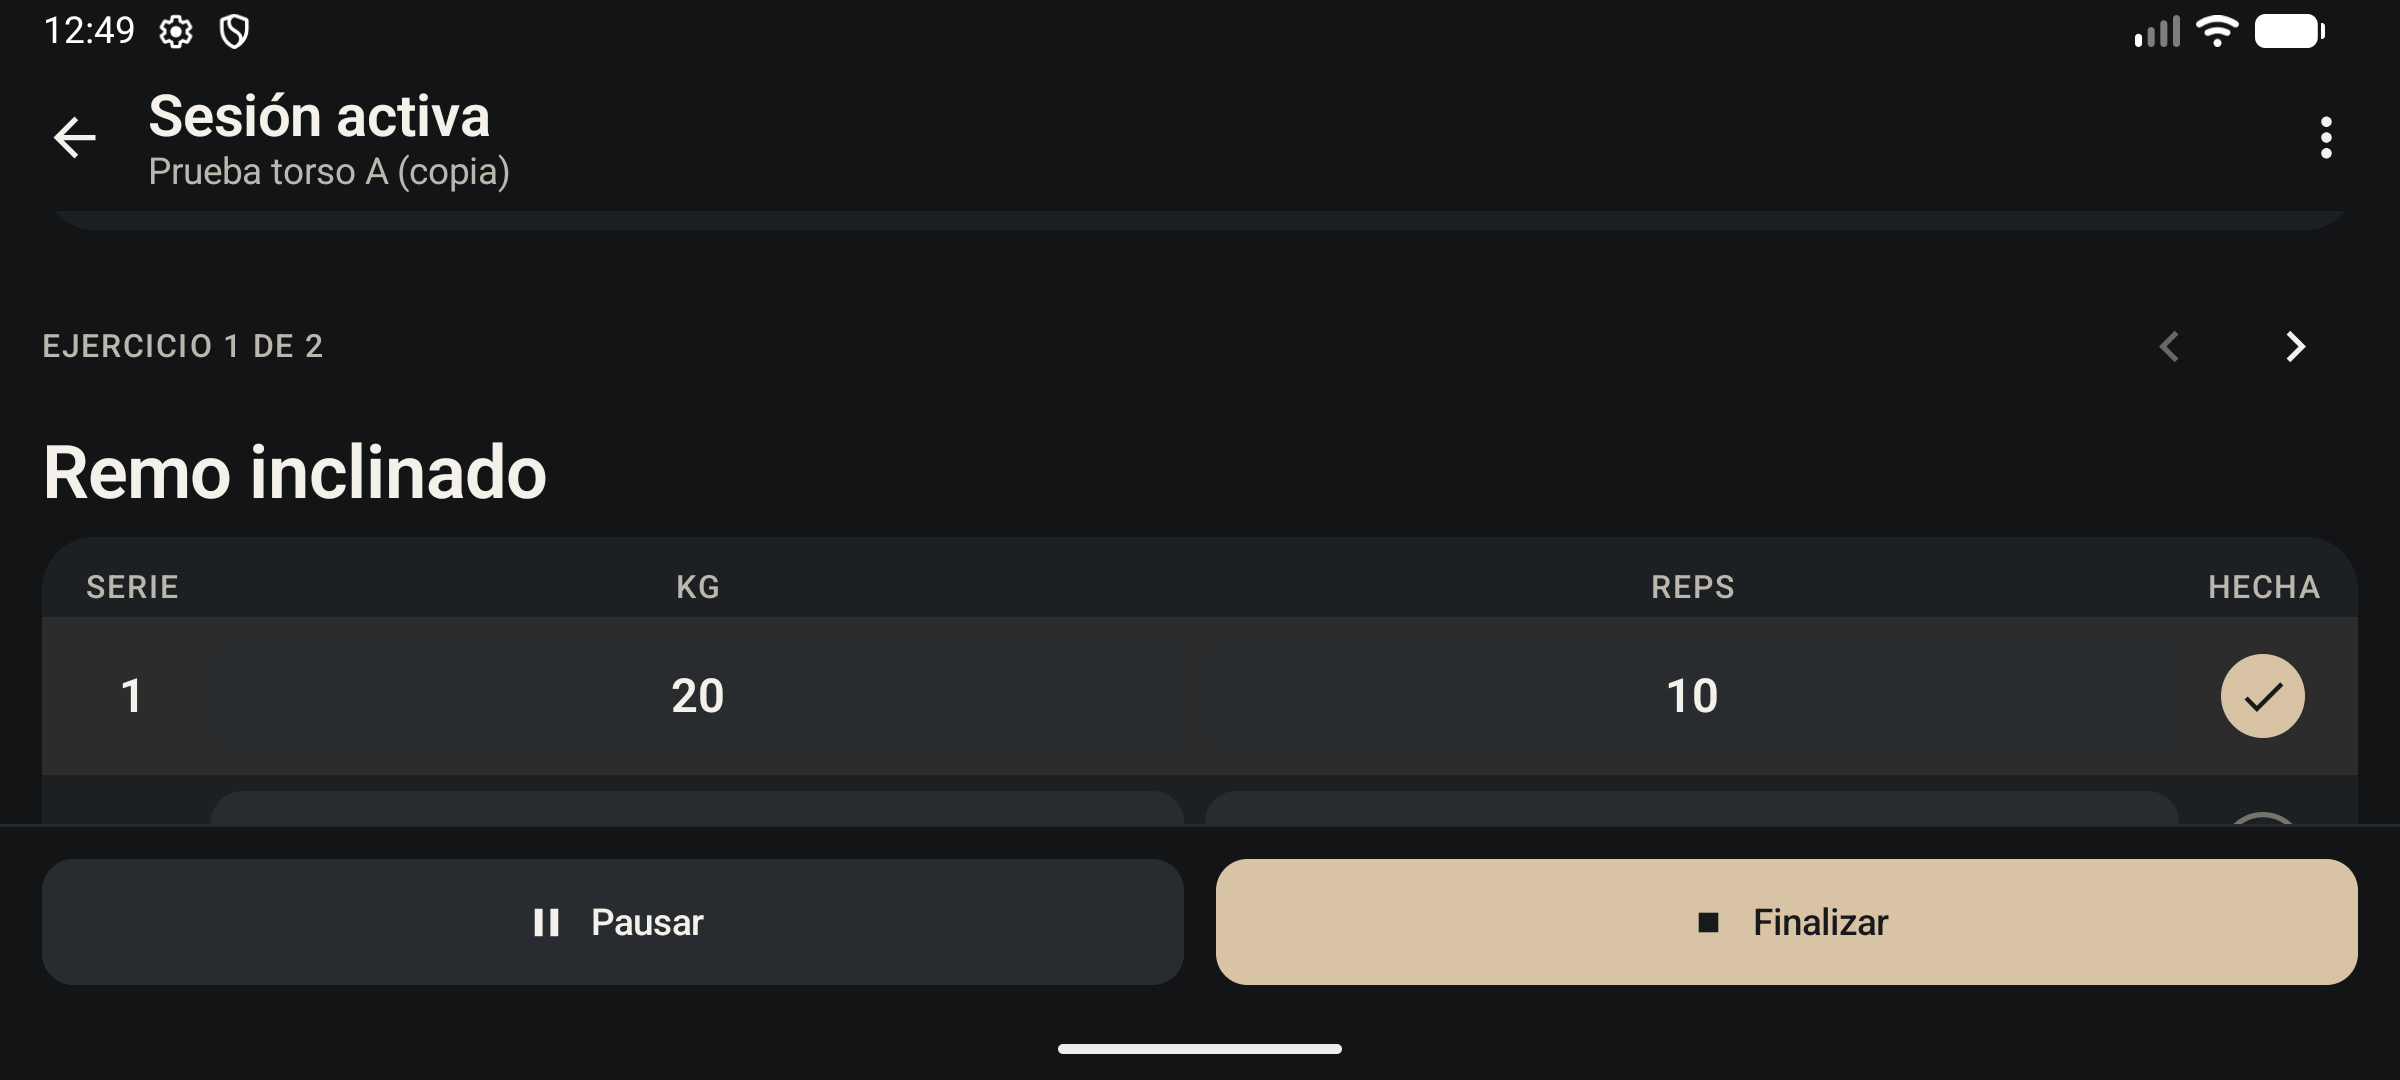 12:49
Sesión activa
Prueba torso A (copia)
EJERCICIO 1 DE 2
Remo inclinado
SERIE KG REPS HECHA
1 20 10
Pausar Finalizar